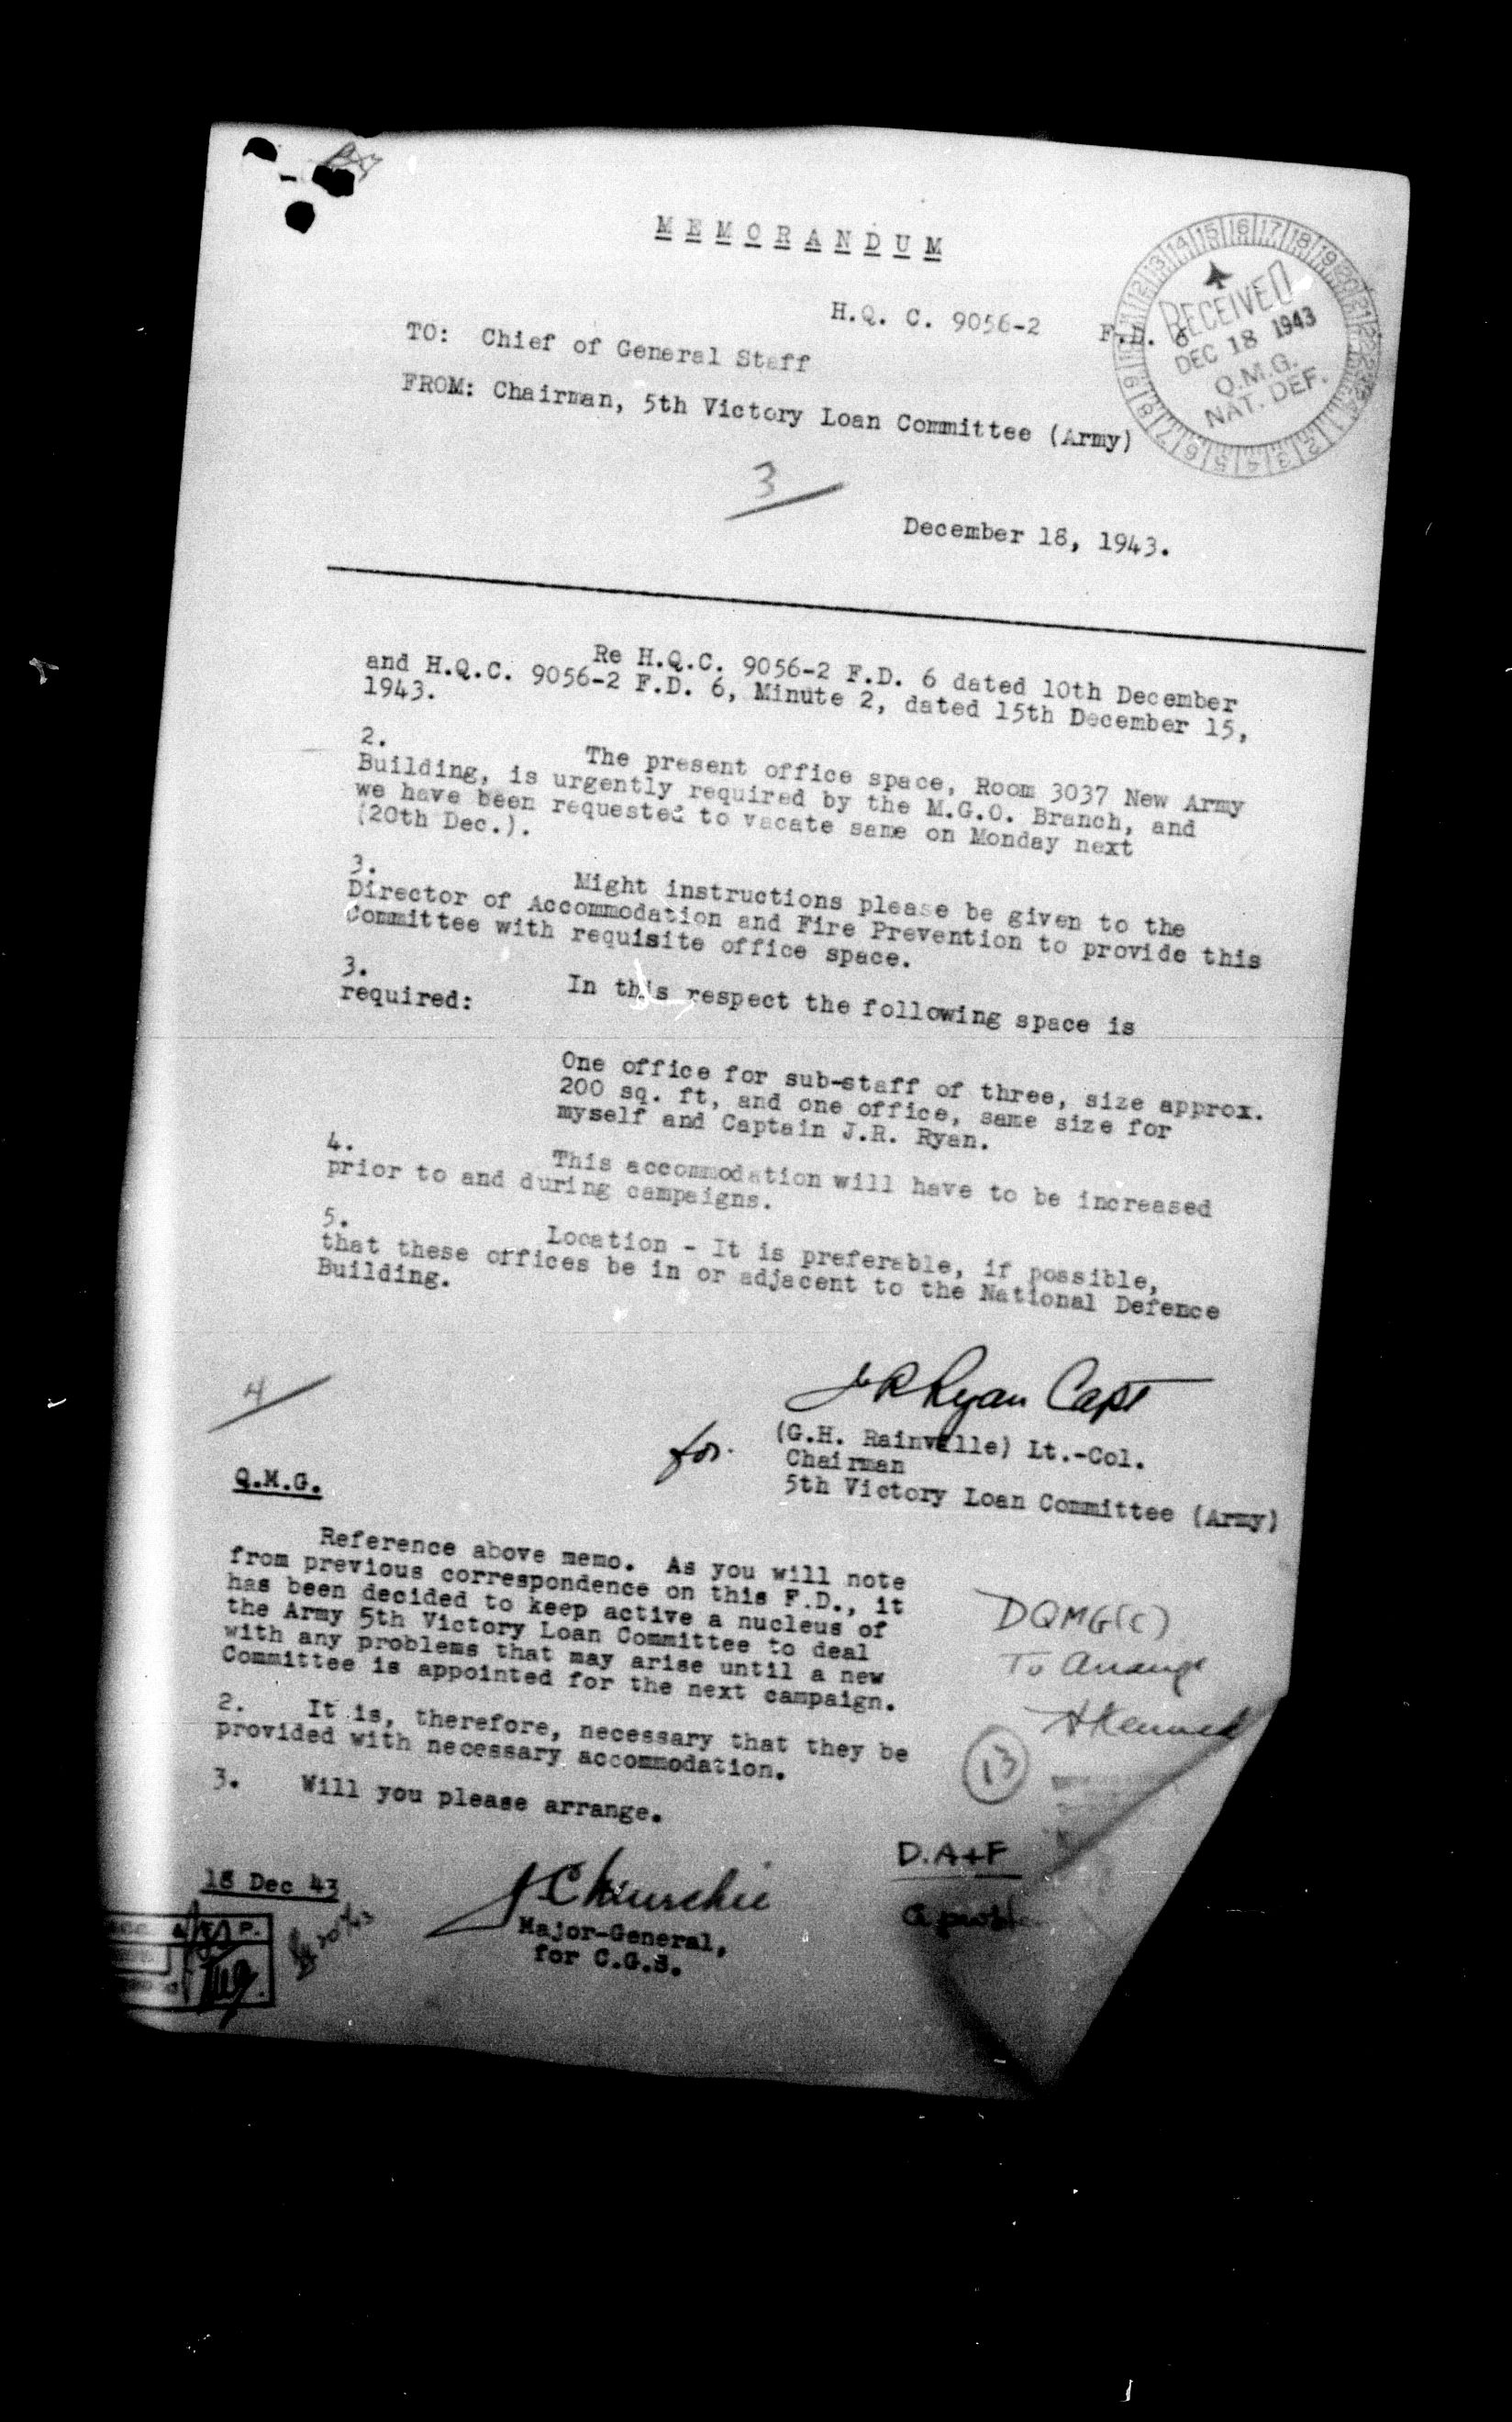 M E M O R A N D U M
H.Q. C. 9056-2 F.D. 6
RECEIVED
DEC 18 1943
Q.M.G.
NAT. DEF.
TO: Chief of General Staff
FROM: Chairman, 5th Victory Loan Committee (Army)
3
December 18, 1943.
Re H.Q.C. 9056-2 F.D. 6 dated 10th December
and H.Q.C. 9056-2 F.D. 6, Minute 2, dated 15th December 15,
1943.
2. The present office space, Room 3037 New Army
Building, is urgently required by the M.G.O. Branch, and
we have been requested to vacate same on Monday next
(20th Dec.).
3. Might instructions please be given to the
Director of Accommodation and Fire Prevention to provide this
Committee with requisite office space.
3. In this respect the following space is
required:
One office for sub-staff of three, size approx.
200 sq. ft, and one office, same size for
myself and Captain J.R. Ryan.
4. This accommodation will have to be increased
prior to and during campaigns.
5. Location - It is preferable, if possible,
that these offices be in or adjacent to the National Defence
Building.
JR Ryan Capt
for (G.H. Rainville) Lt.-Col.
Chairman
5th Victory Loan Committee (Army)
4
Q.M.G.
Reference above memo. As you will note
from previous correspondence on this F.D., it
has been decided to keep active a nucleus of
the Army 5th Victory Loan Committee to deal
with any problems that may arise until a new
Committee is appointed for the next campaign.
2. It is, therefore, necessary that they be
provided with necessary accommodation.
3. Will you please arrange.
DQMG(C)
To Arrange
13
D.A+F
18 Dec 43
Major-General,
for C.G.S.